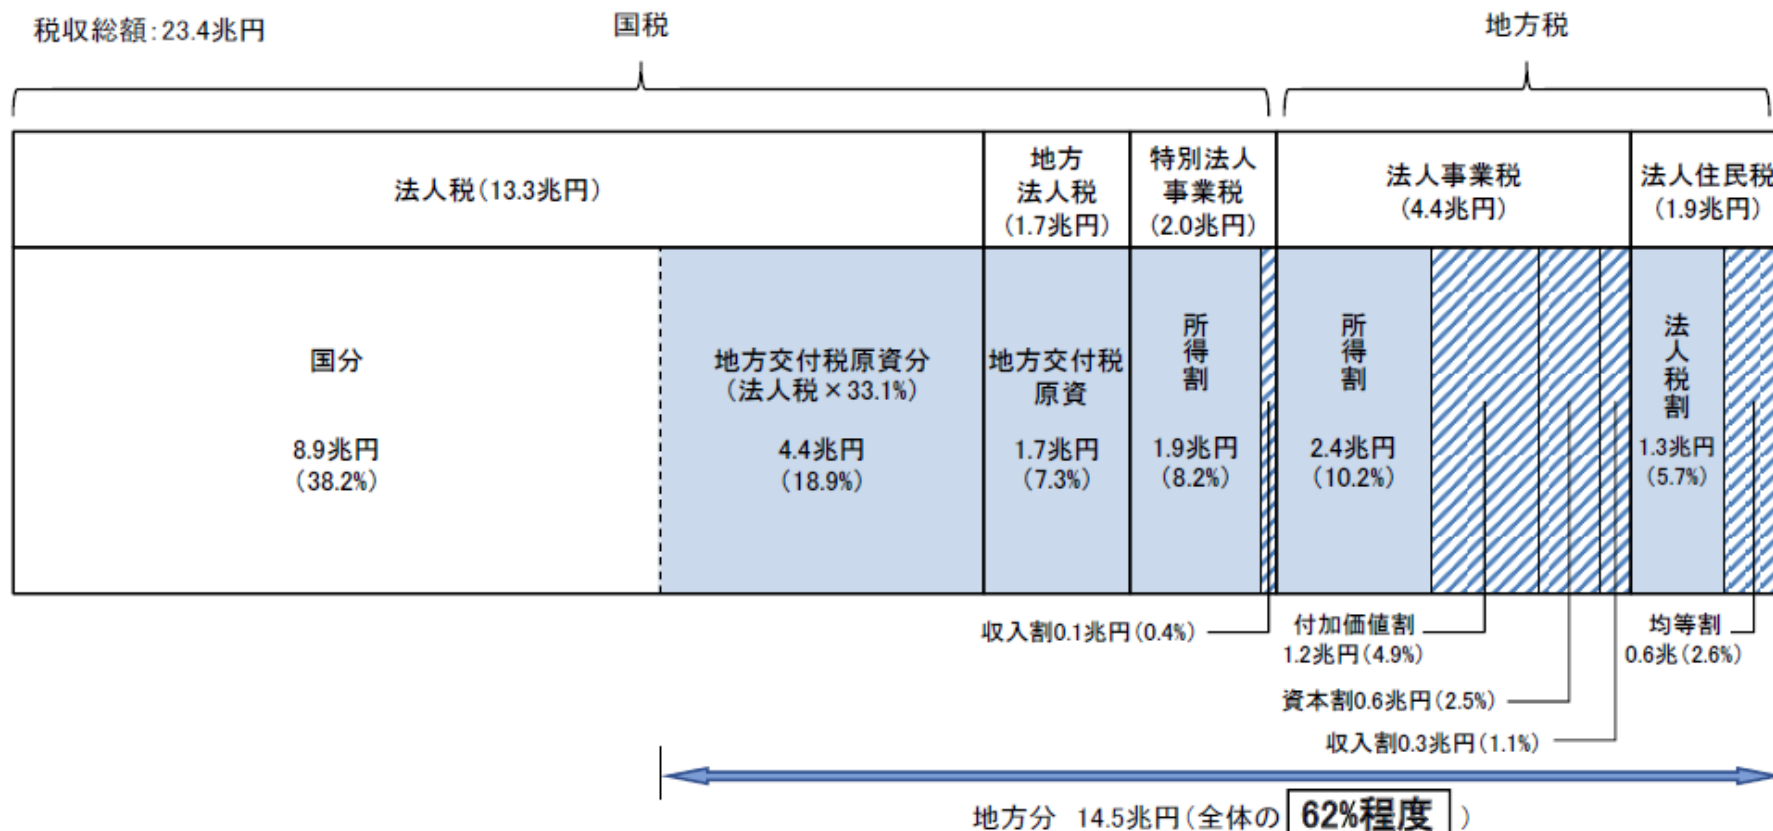 税収総額：23.4兆円
国税
地方税
法人税（13.3兆円）
地方
法人税
（1.7兆円）
特別法人
事業税
（2.0兆円）
法人事業税
（4.4兆円）
法人住民税
（1.9兆円）
国分
8.9兆円
（38.2%）
地方交付税原資分
（法人税×33.1%）
4.4兆円
（18.9%）
地方交付税
原資
1.7兆円
（7.3%）
所得割
1.9兆円
（8.2%）
所得割
2.4兆円
（10.2%）
法人税割
1.3兆円
（5.7%）
収入割0.1兆円（0.4%）
付加価値割
1.2兆円（4.9%）
均等割
0.6兆（2.6%）
資本割0.6兆円（2.5%）
収入割0.3兆円（1.1%）
地方分　14.5兆円（全体の 62%程度 ）